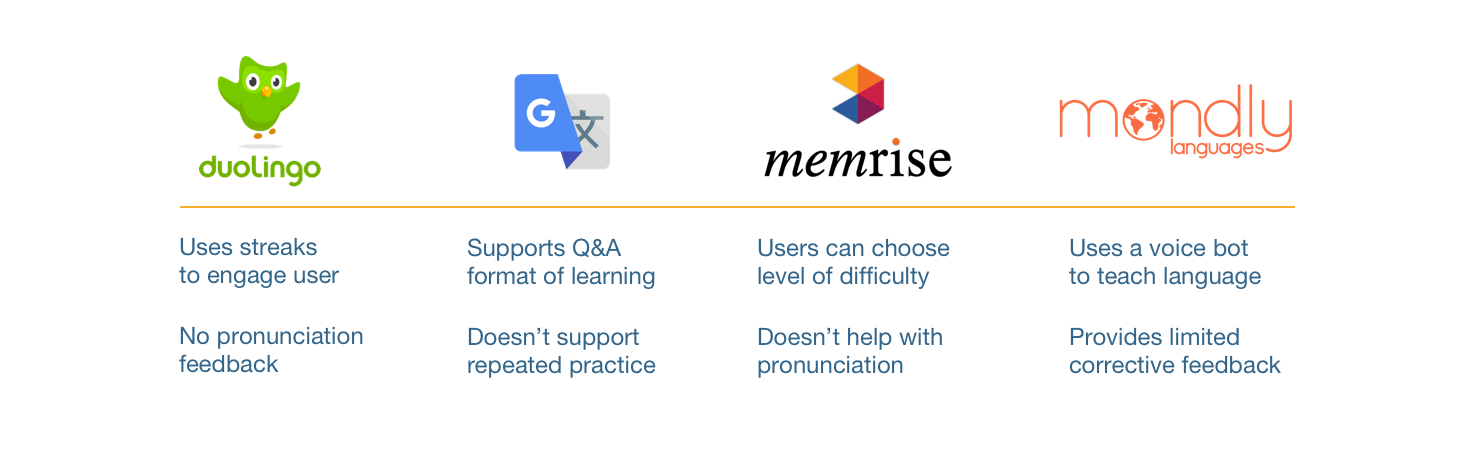 duolingo
G 文
memrise
mondly
languages
Uses streaks
to engage user
No pronunciation
feedback
Supports Q&A
format of learning
Doesn’t support
repeated practice
Users can choose
level of difficulty
Doesn’t help with
pronunciation
Uses a voice bot
to teach language
Provides limited
corrective feedback